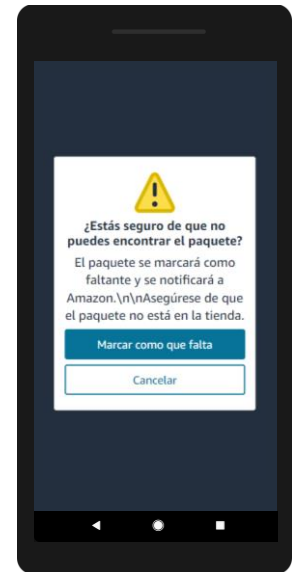 ¿Estás seguro de que no
puedes encontrar el paquete?
El paquete se marcará como
faltante y se notificará a
Amazon.\n\nAsegúrese de que
el paquete no está en la tienda.
Marcar como que falta
Cancelar